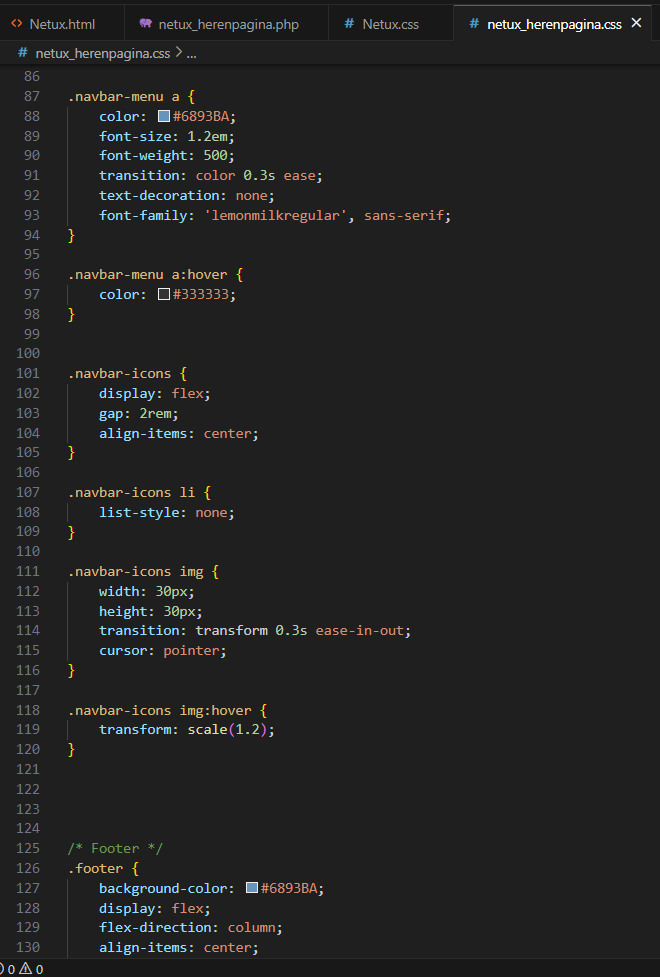 Netux.html netux_herenpagina.php # Netux.css # netux_herenpagina.css
# netux_herenpagina.css > ...
86
87 .navbar-menu a {
88     color: #6893BA;
89     font-size: 1.2em;
90     font-weight: 500;
91     transition: color 0.3s ease;
92     text-decoration: none;
93     font-family: 'lemonmilkregular', sans-serif;
94 }
95
96 .navbar-menu a:hover {
97     color: #333333;
98 }
99
100
101 .navbar-icons {
102     display: flex;
103     gap: 2rem;
104     align-items: center;
105 }
106
107 .navbar-icons li {
108     list-style: none;
109 }
110
111 .navbar-icons img {
112     width: 30px;
113     height: 30px;
114     transition: transform 0.3s ease-in-out;
115     cursor: pointer;
116 }
117
118 .navbar-icons img:hover {
119     transform: scale(1.2);
120 }
121
122
123
124
125 /* Footer */
126 .footer {
127     background-color: #6893BA;
128     display: flex;
129     flex-direction: column;
130     align-items: center;
0 0